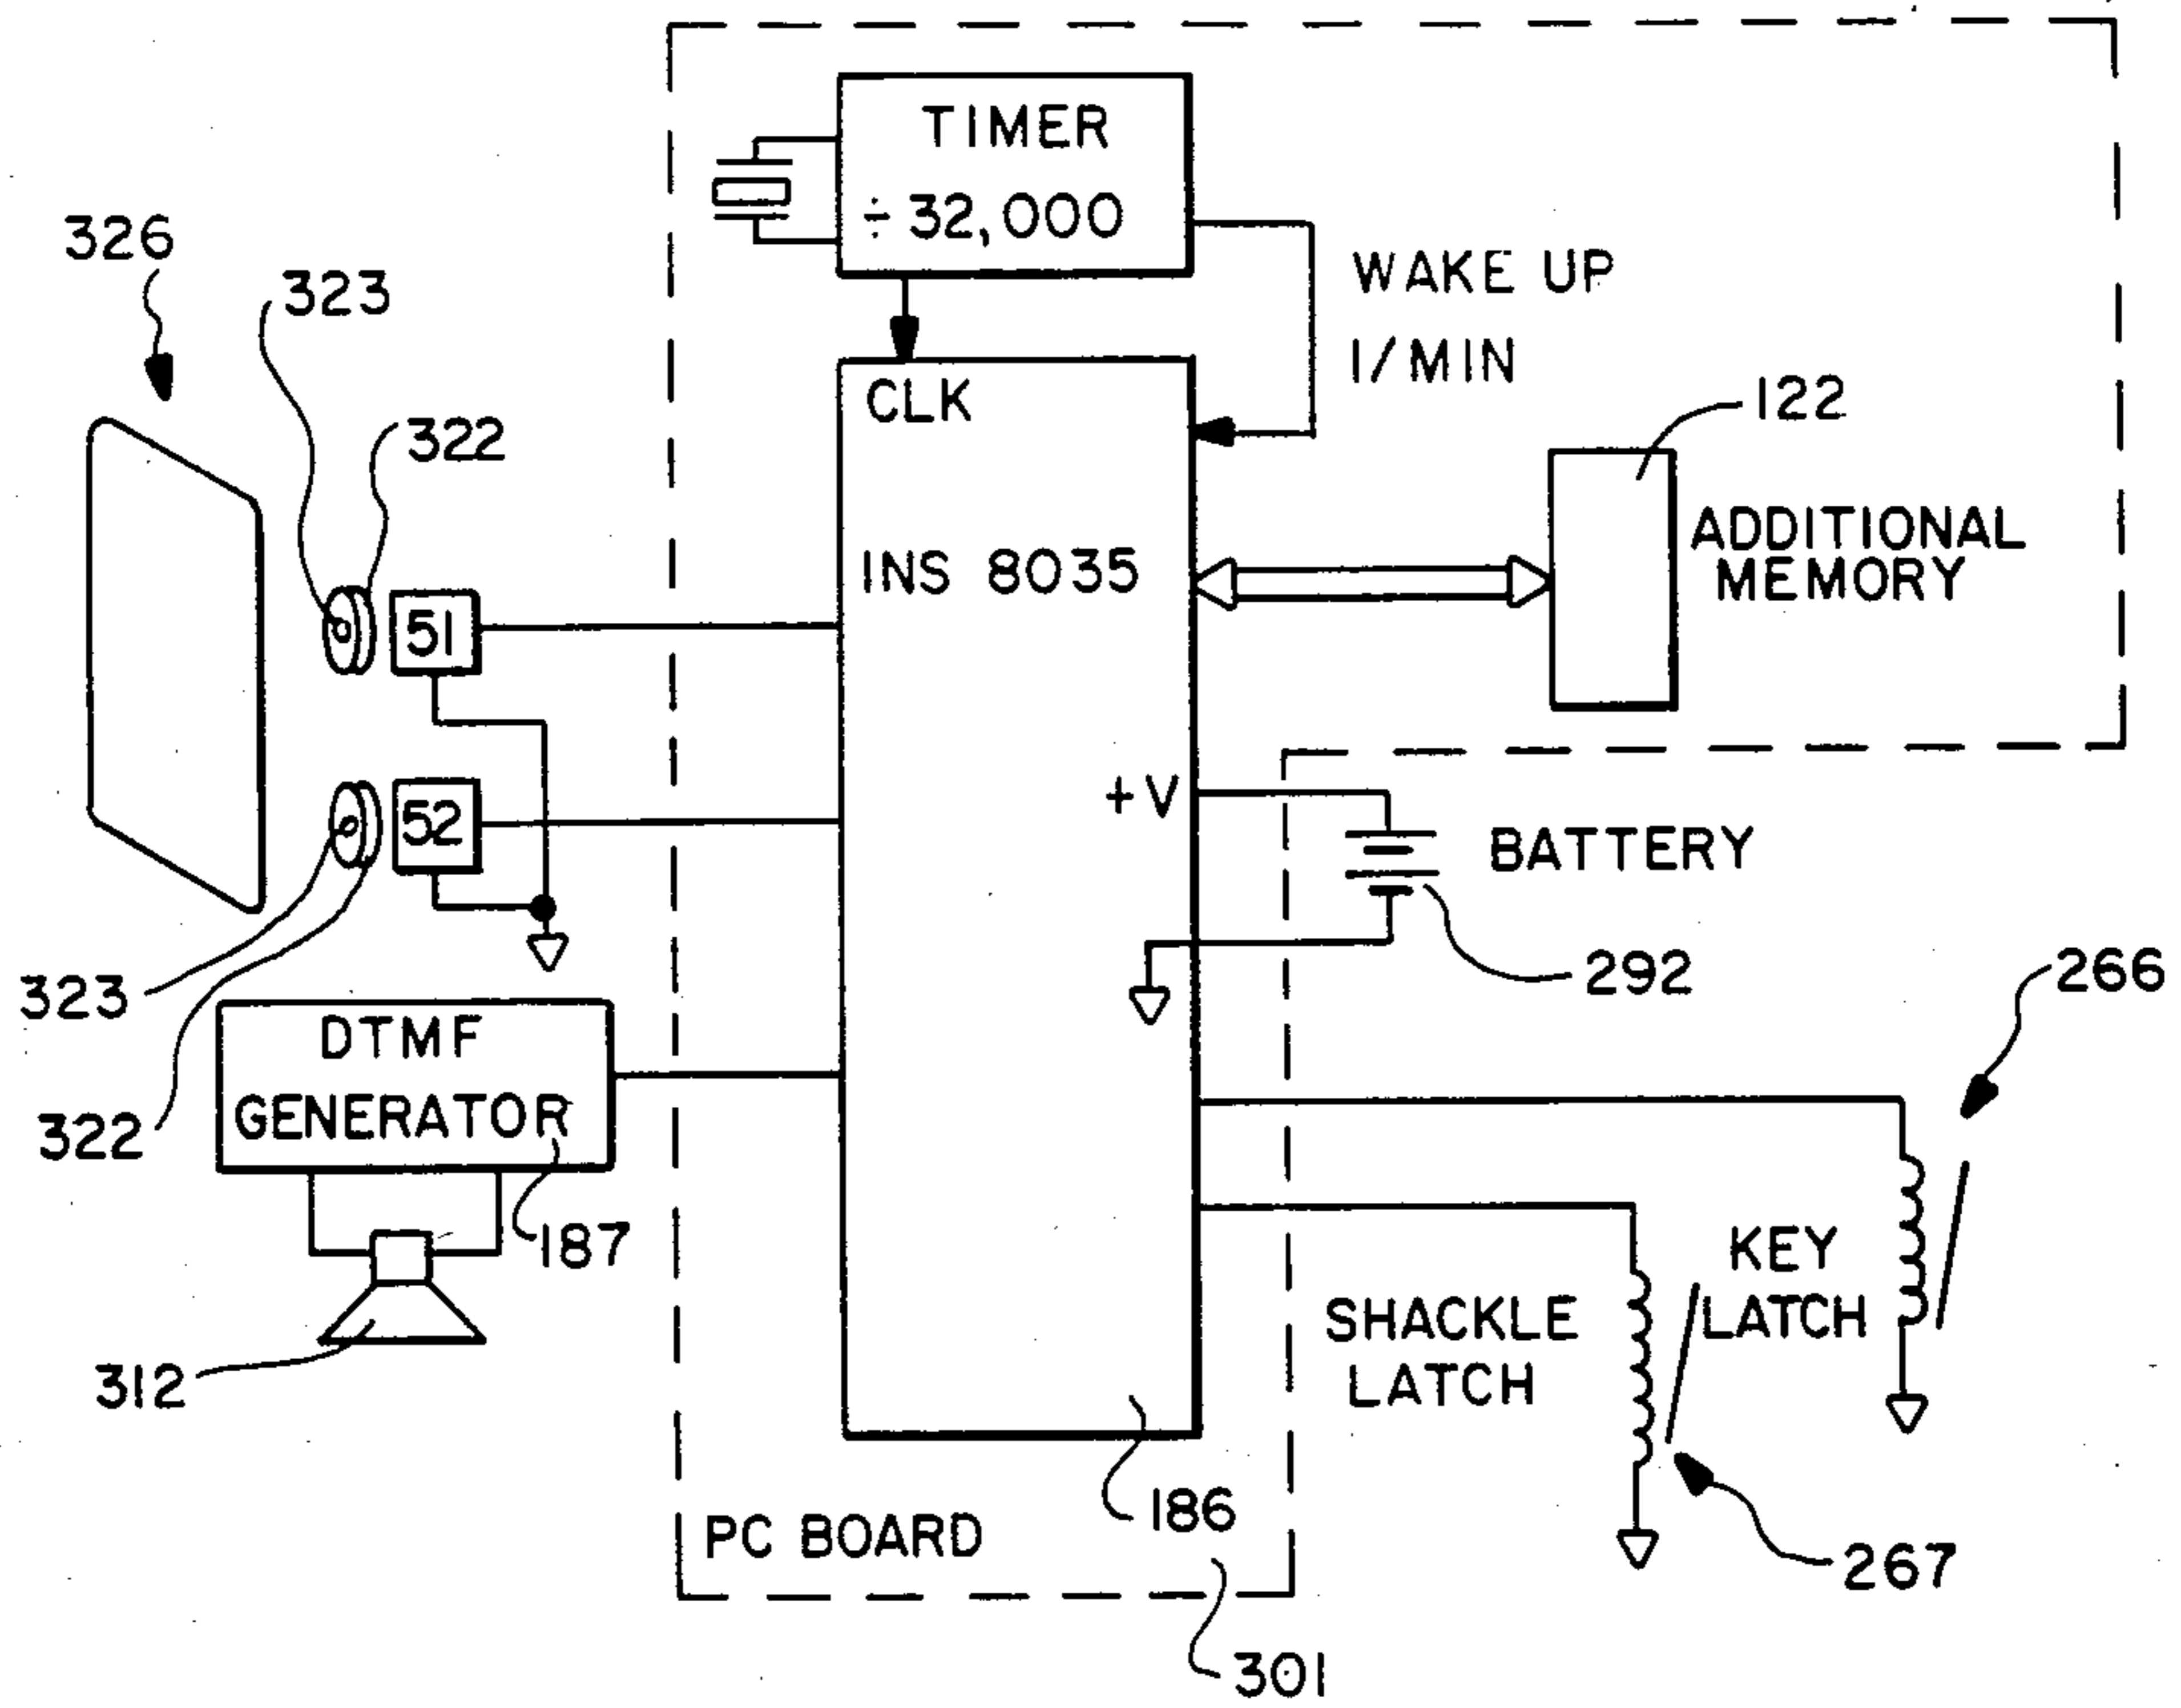 TIMER
÷ 32,000
326
323
WAKE UP
1/MIN
CLK
122
322
ADDITIONAL
MEMORY
INS 8035
51
+V
52
BATTERY
292
266
323
DTMF
GENERATOR
322
187
KEY
LATCH
SHACKLE
LATCH
312
186
PC BOARD
267
301